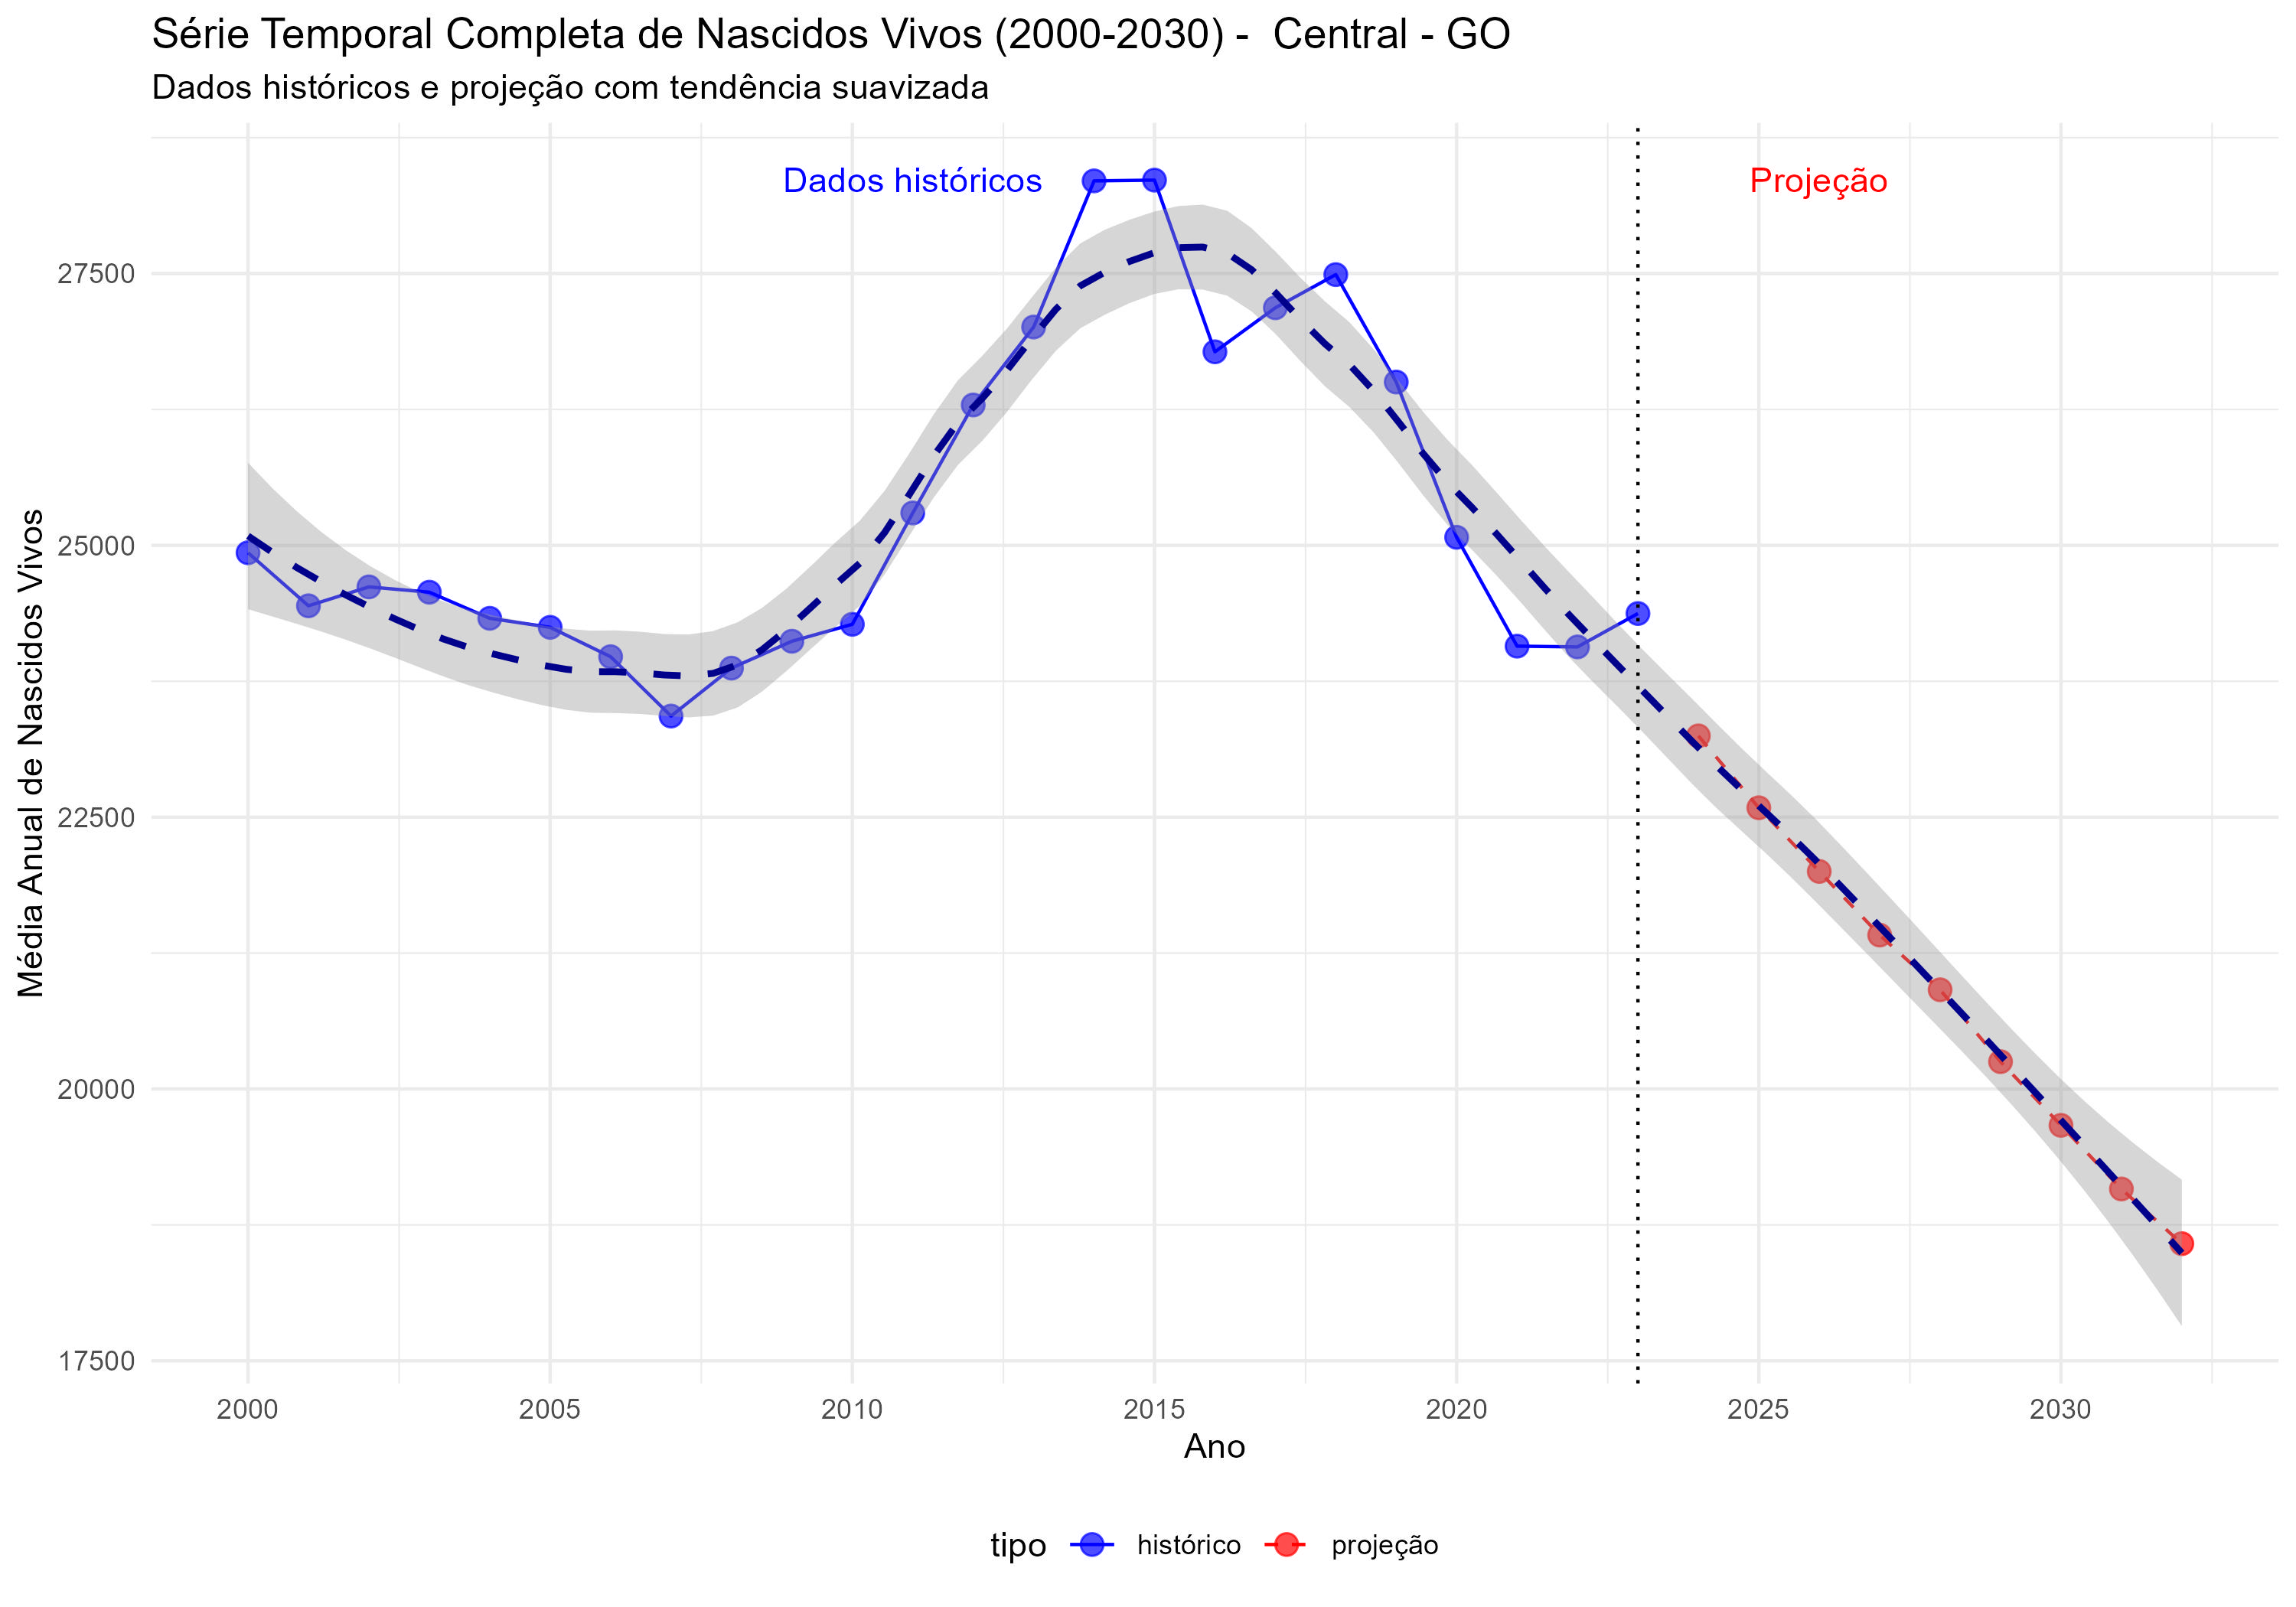 Série Temporal Completa de Nascidos Vivos (2000-2030) -  Central - GO
Dados históricos e projeção com tendência suavizada
Dados históricos
Projeção
Média Anual de Nascidos Vivos
27500
25000
22500
20000
17500
2000 2005 2010 2015 2020 2025 2030
Ano
tipo histórico projeção